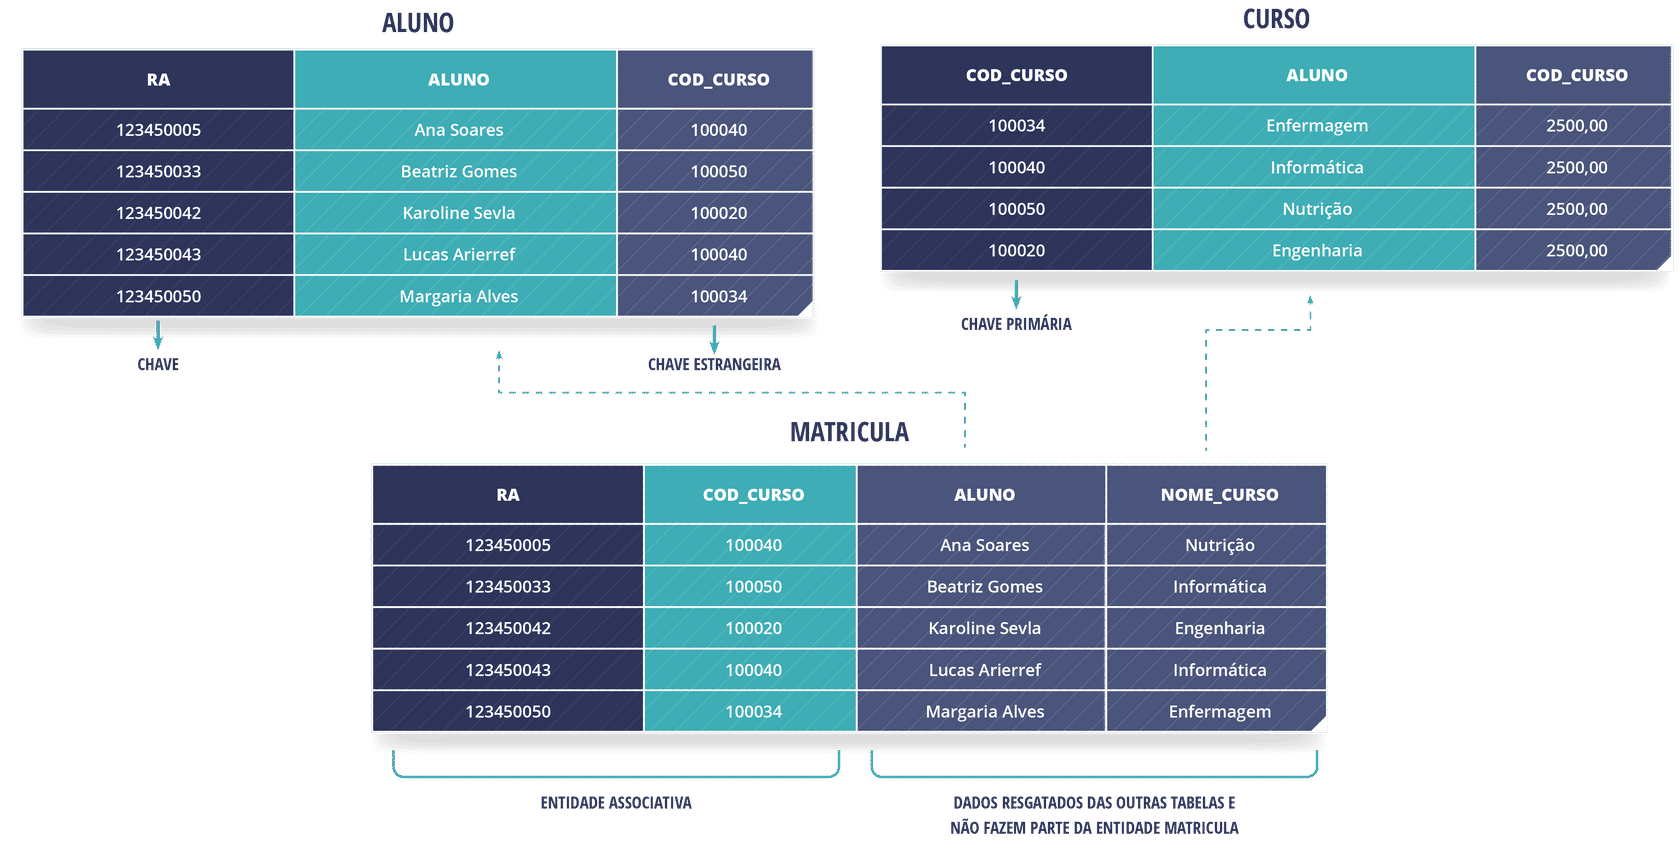 ALUNO
RA ALUNO COD_CURSO
123450005 Ana Soares 100040
123450033 Beatriz Gomes 100050
123450042 Karoline Sevla 100020
123450043 Lucas Arierref 100040
123450050 Margaria Alves 100034
CHAVE CHAVE ESTRANGEIRA
CURSO
COD_CURSO ALUNO COD_CURSO
100034 Enfermagem 2500,00
100040 Informática 2500,00
100050 Nutrição 2500,00
100020 Engenharia 2500,00
CHAVE PRIMÁRIA
MATRICULA
RA COD_CURSO ALUNO NOME_CURSO
123450005 100040 Ana Soares Nutrição
123450033 100050 Beatriz Gomes Informática
123450042 100020 Karoline Sevla Engenharia
123450043 100040 Lucas Arierref Informática
123450050 100034 Margaria Alves Enfermagem
ENTIDADE ASSOCIATIVA
DADOS RESGATADOS DAS OUTRAS TABELAS E
NÃO FAZEM PARTE DA ENTIDADE MATRICULA